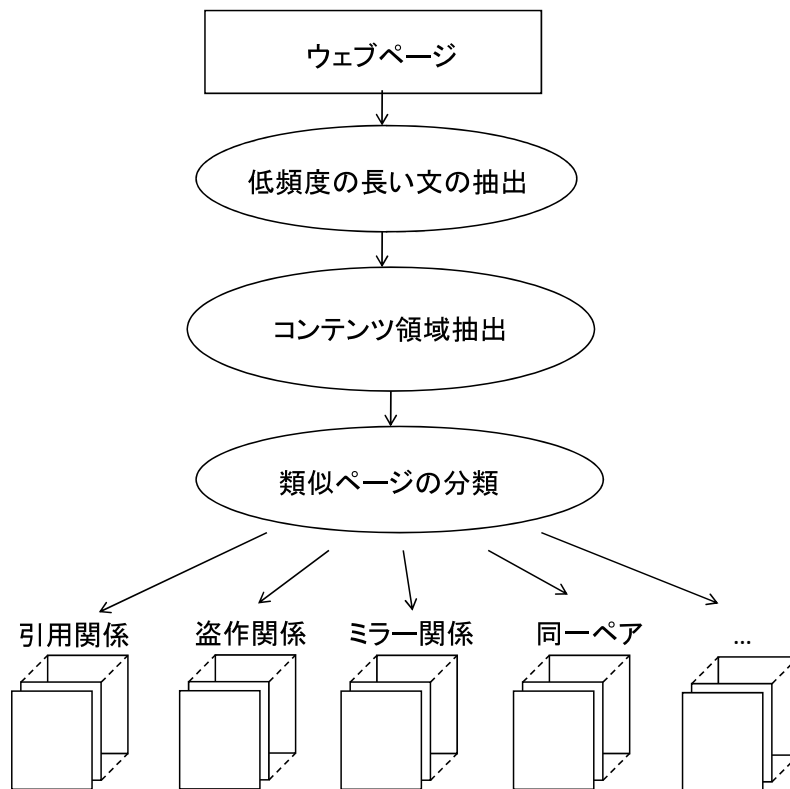 ウェブページ
低頻度の長い文の抽出
コンテンツ領域抽出
類似ページの分類
引用関係
盗作関係
ミラー関係
同一ペア
...